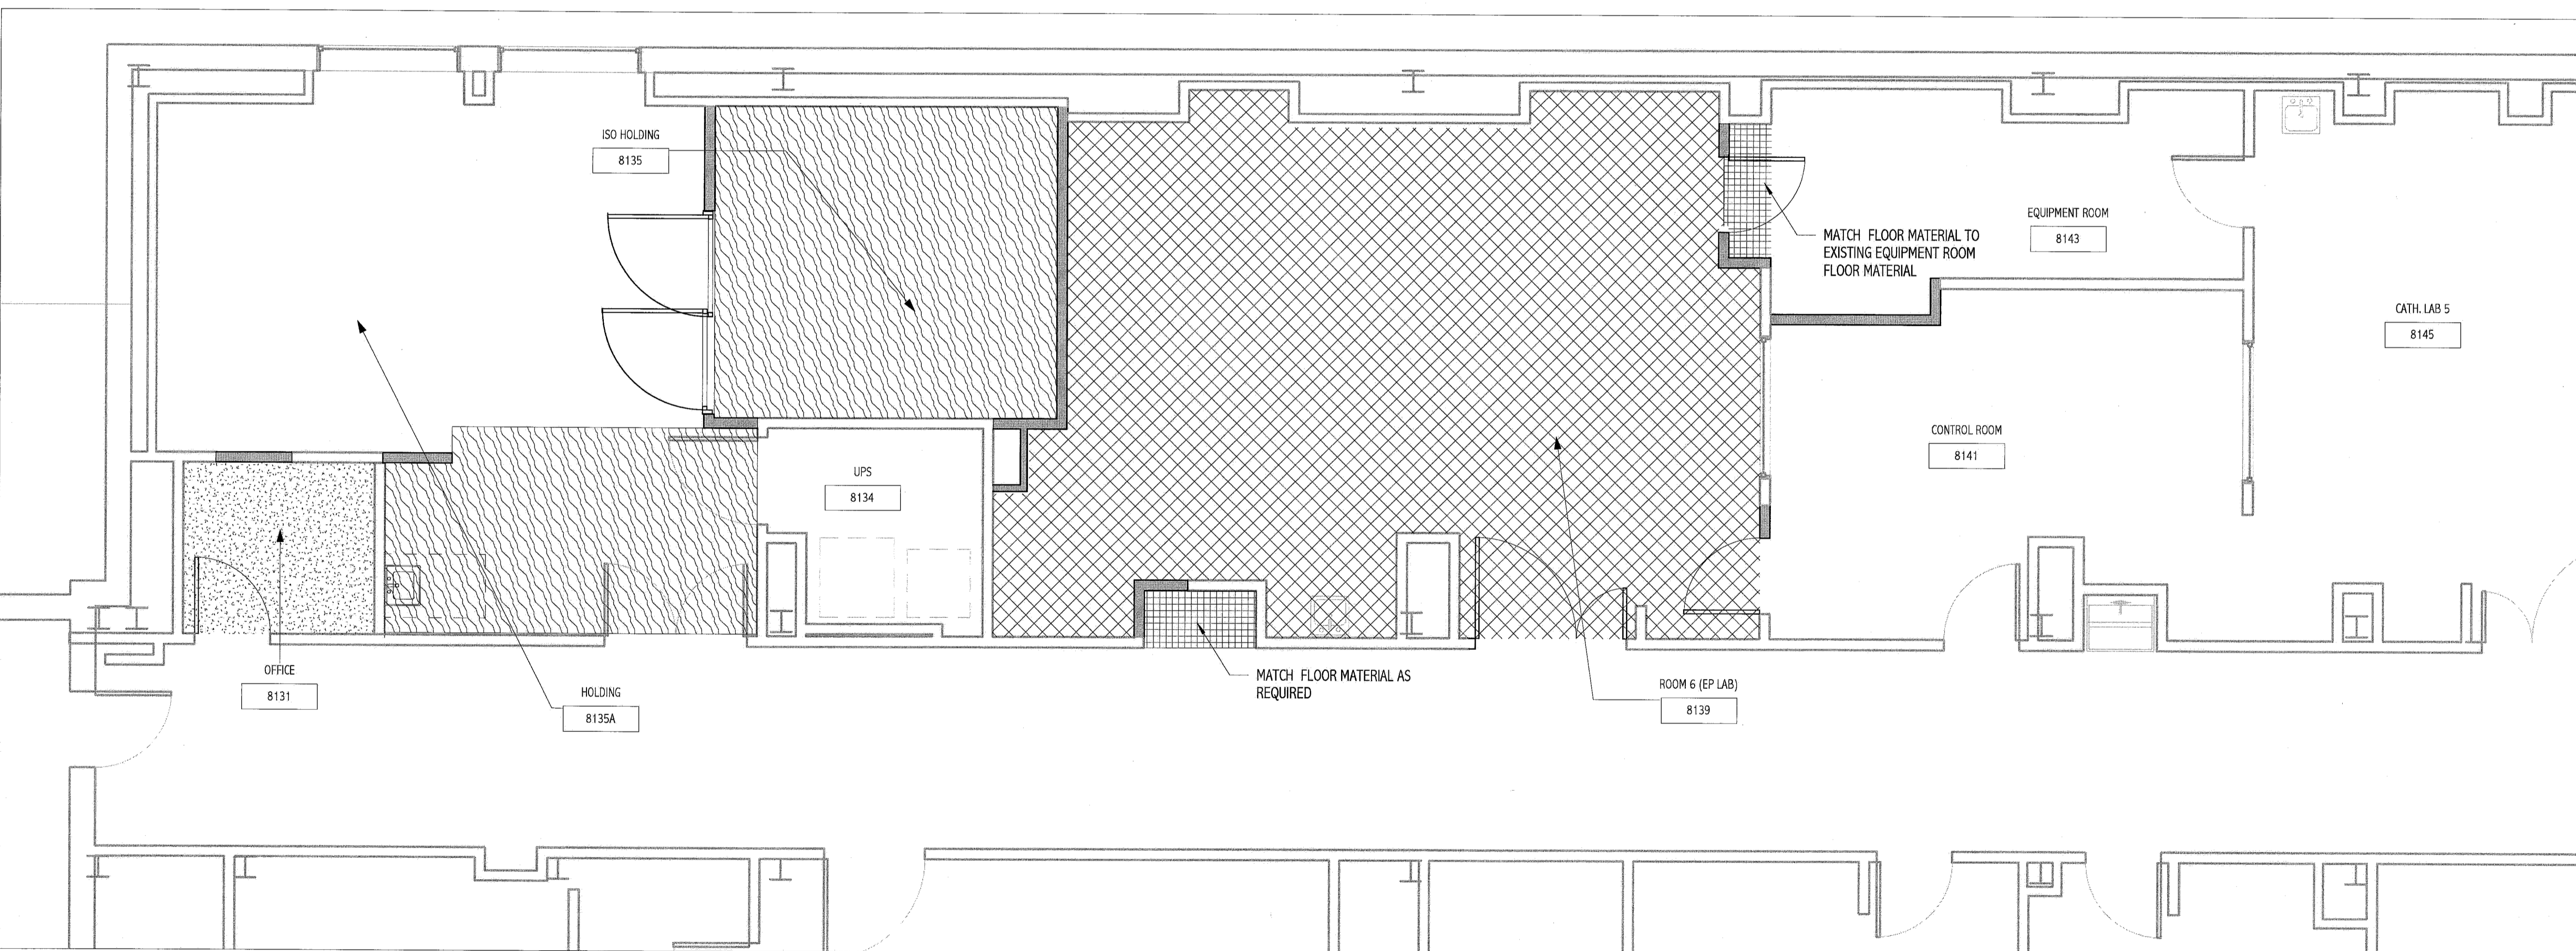 ISO HOLDING
8135
MATCH FLOOR MATERIAL TO
EXISTING EQUIPMENT ROOM
FLOOR MATERIAL
EQUIPMENT ROOM
8143
CATH. LAB 5
8145
CONTROL ROOM
8141
UPS
8134
OFFICE
8131
HOLDING
8135A
MATCH FLOOR MATERIAL AS
REQUIRED
ROOM 6 (EP LAB)
8139